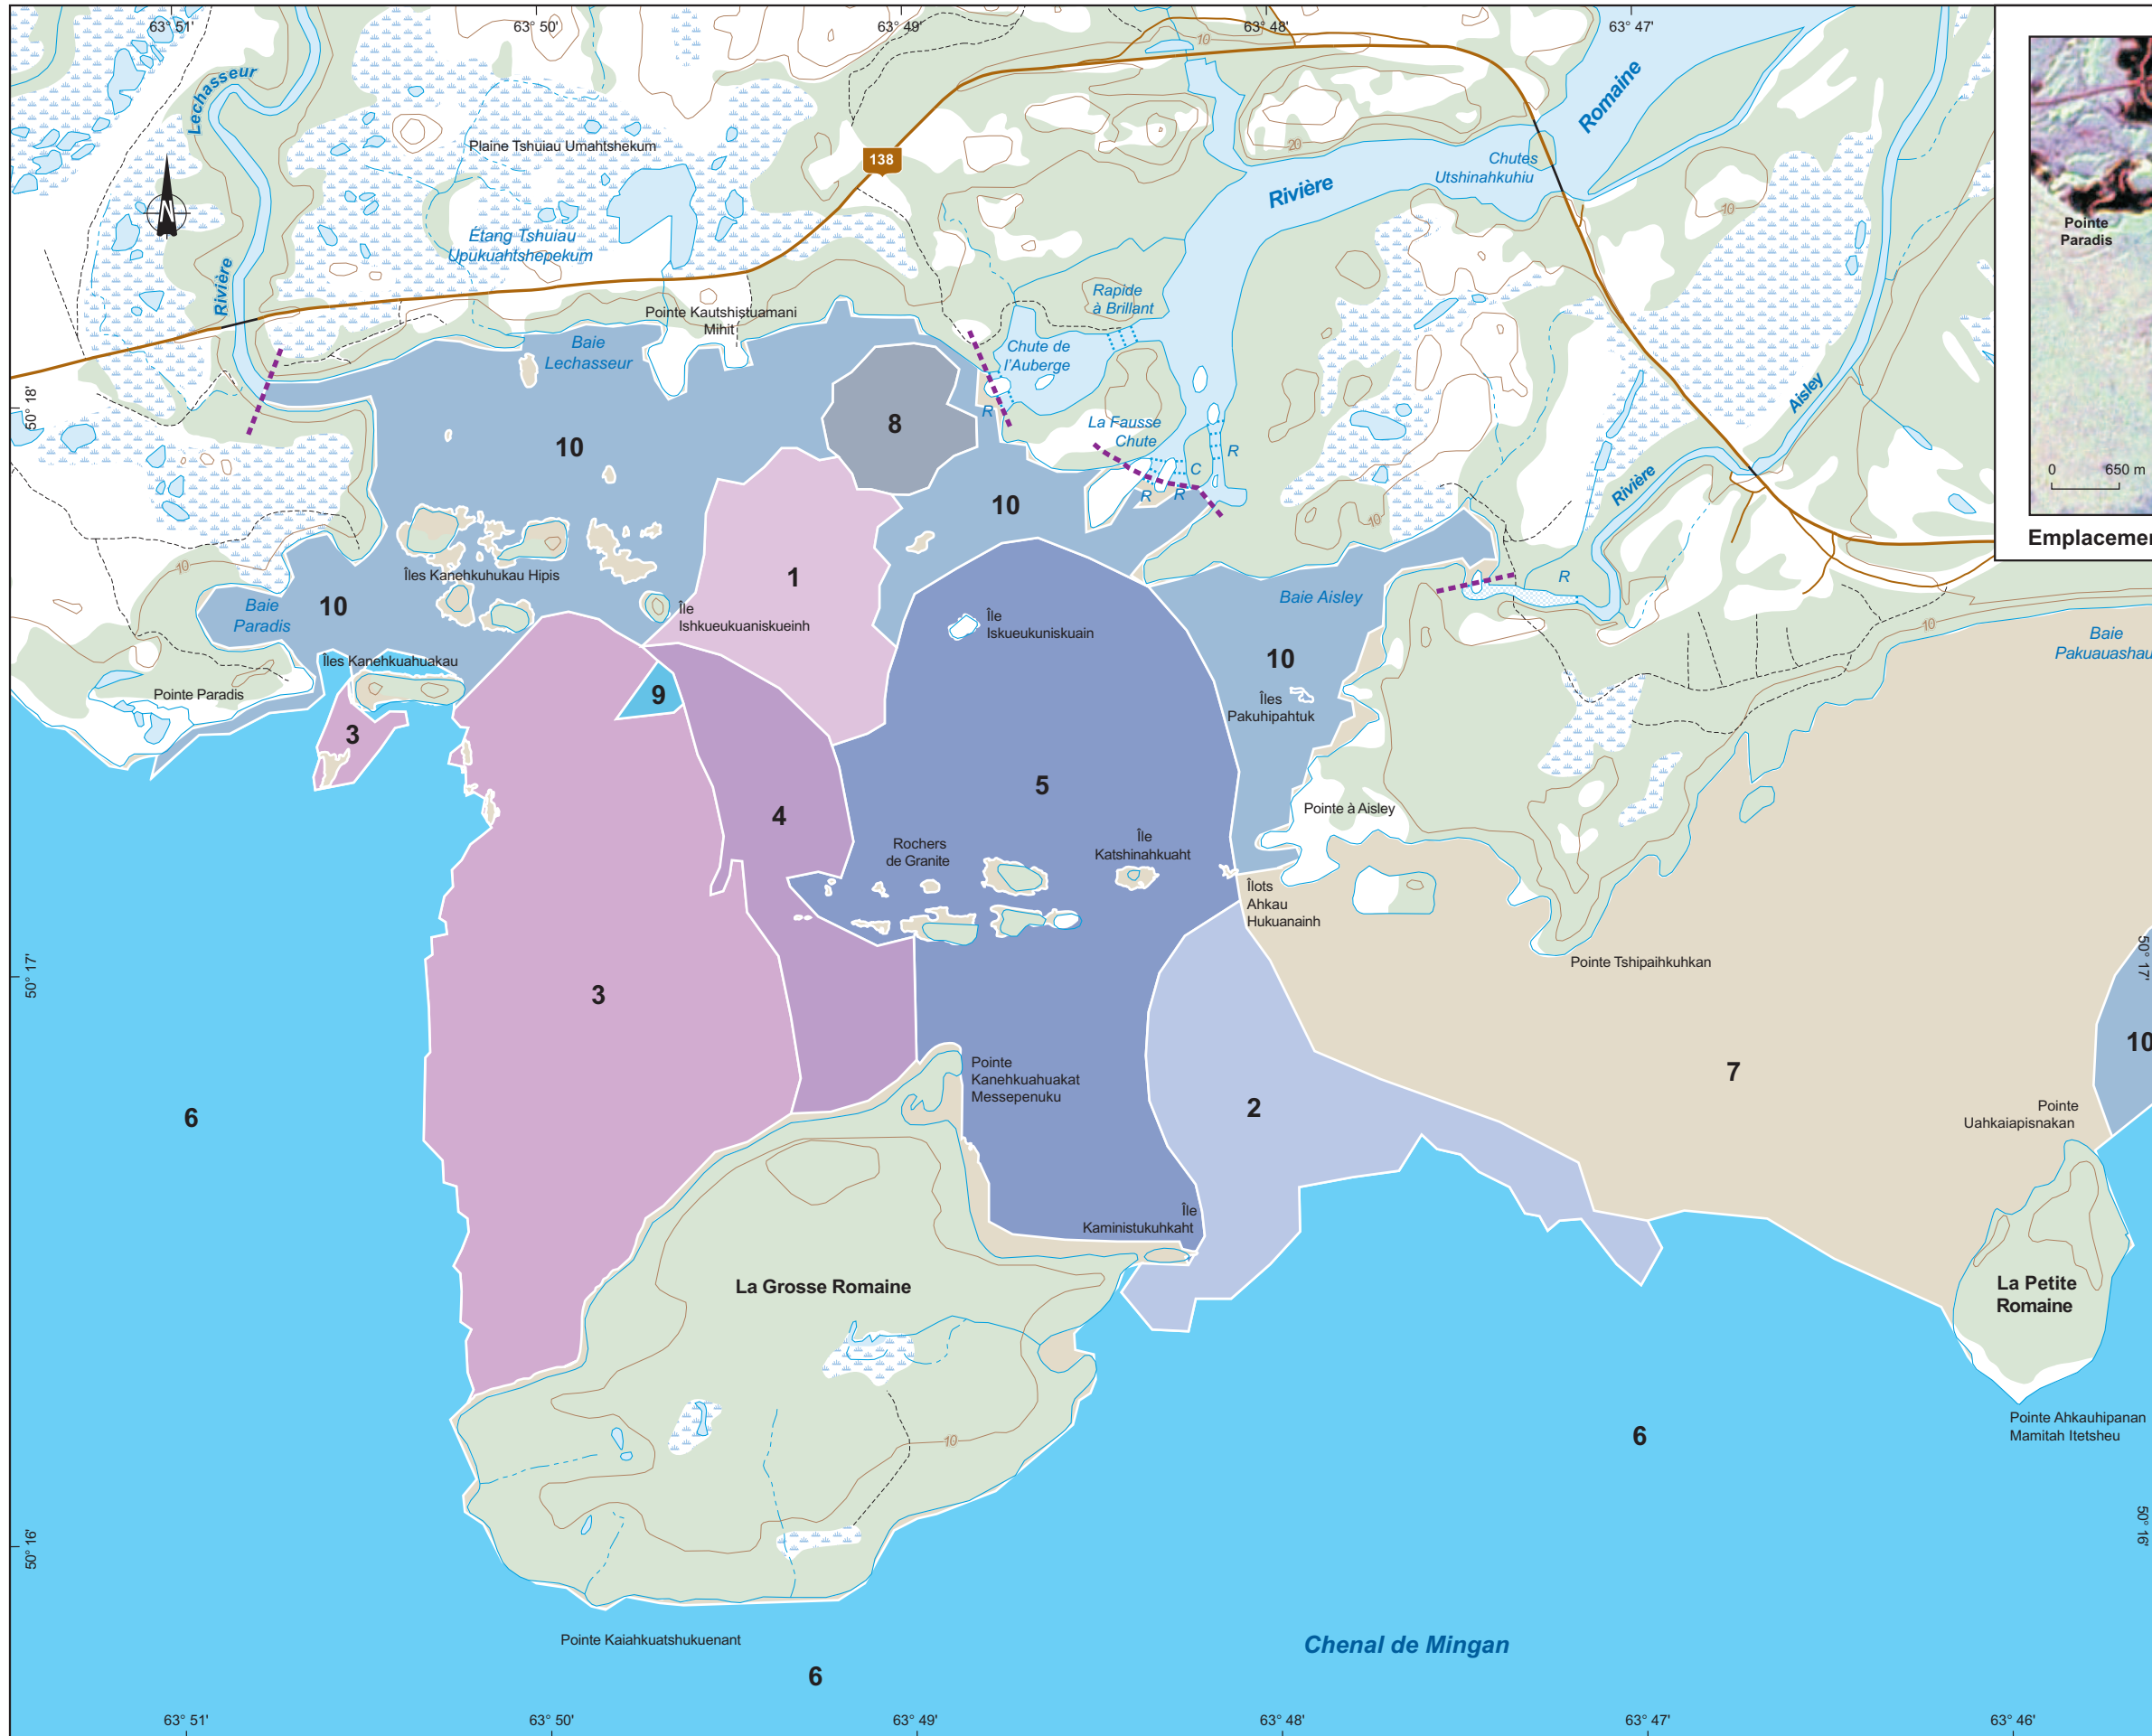 63° 51'
63° 50'
63° 49'
63° 48'
63° 47'
10
Lechasseur
Romaine
Plaine Tshuiau Umahtshekum
138
20
Chutes
Utshinahkuhiu
Rivière
N
10
Pointe
Paradis
Étang Tshuiau
Upukuahtshepekum
Rivière
Rapide
à Brillant
Pointe Kautshistuamani
Mihit
Baie
Lechasseur
Chute de
l'Auberge
50° 18'
R
8
La Fausse
Chute
Aisley
10
R
C
R
R
0
650 m
Rivière
10
10
Emplacemen
10
Îles Kanehkuhukau Hipis
1
R
Baie
Paradis
10
Île
Ishkueukuaniskueinh
Île
Iskueukuniskuain
Baie Aisley
10
Baie
Pakuauashau
Îles Kanehkuahuakau
10
Pointe Paradis
9
Îles
Pakuhipahtuk
3
5
4
Pointe à Aisley
Rochers
de Granite
Île
Katshinahkuaht
Îlots
Ahkau
Hukuanainh
50° 17'
50° 17'
Pointe Tshipaihkuhkan
3
10
Pointe
Kanehkuahuakat
Messepenuku
7
6
2
Pointe
Uahkaiapisnakan
Île
Kaministukuhkaht
La Grosse Romaine
La Petite
Romaine
10
6
Pointe Ahkauhipanan
Mamitah Itetsheu
50° 16'
50° 16'
Pointe Kaiahkuatshukuenant
Chenal de Mingan
6
63° 51'
63° 50'
63° 49'
63° 48'
63° 47'
63° 46'